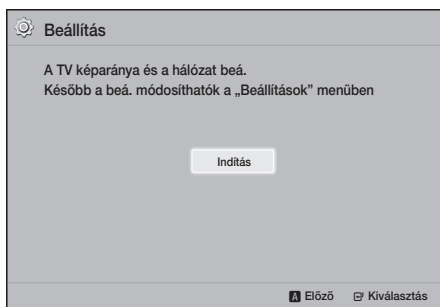 Beállítás
A TV képaránya és a hálózat beá.
Később a beá. módosíthatók a „Beállítások” menüben
Indítás
A Előző Kiválasztás